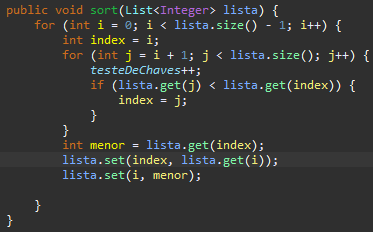 public void sort(List<Integer> lista) {
    for (int i = 0; i < lista.size() - 1; i++) {
        int index = i;
        for (int j = i + 1; j < lista.size(); j++) {
            testeDeChaves++;
            if (lista.get(j) < lista.get(index)) {
                index = j;
            }
        }
        int menor = lista.get(index);
        lista.set(index, lista.get(i));
        lista.set(i, menor);
    }
}